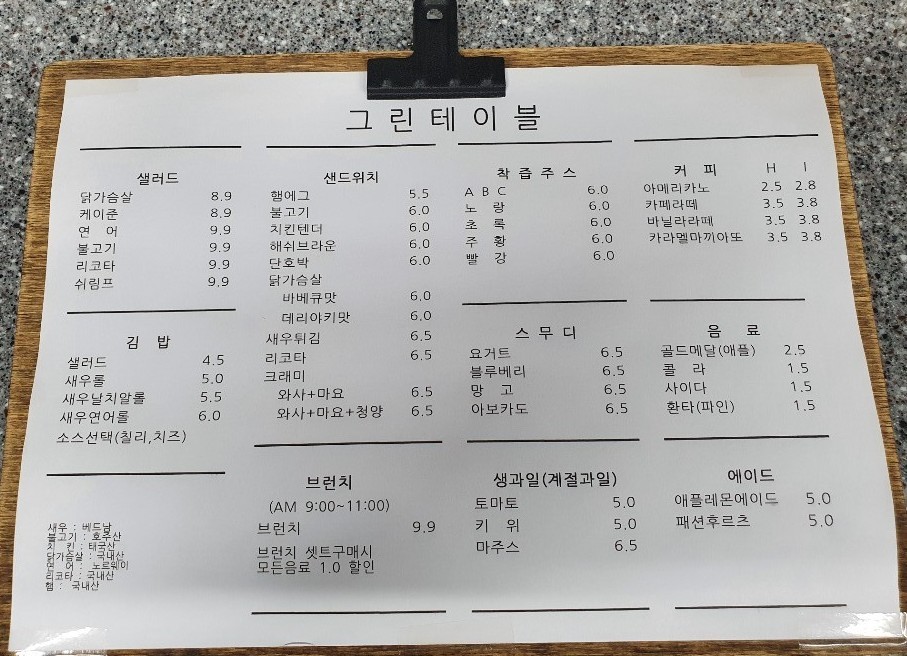 그린테이블
샐러드
닭가슴살 8.9
케이준 8.9
연 어 9.9
불고기 9.9
리코타 9.9
쉬림프 9.9
김 밥
샐러드 4.5
새우롤 5.0
새우날치알롤 5.5
새우연어롤 6.0
소스선택(칠리,치즈)
새우 : 베드남
불고기 : 호주산
치 킨 : 태국산
닭가슴살 : 국내산
연 어 : 노르웨이
리코타 : 국내산
햄 : 국내산
샌드위치
햄에그 5.5
불고기 6.0
치킨텐더 6.0
해쉬브라운 6.0
단호박 6.0
닭가슴살
바베큐맛 6.0
데리야키맛 6.0
새우튀김 6.5
리코타 6.5
크래미
와사+마요 6.5
와사+마요+청양 6.5
브런치
(AM 9:00~11:00)
브런치 9.9
브런치 셋트구매시
모든음료 1.0 할인
착 즙 주 스
A B C 6.0
노 랑 6.0
초 록 6.0
주 황 6.0
빨 강 6.0
스 무 디
요거트 6.5
블루베리 6.5
망 고 6.5
아보카도 6.5
생과일(계절과일)
토마토 5.0
키 위 5.0
마주스 6.5
커 피 H I
아메리카노 2.5 2.8
카페라떼 3.5 3.8
바닐라라떼 3.5 3.8
카라멜마끼아또 3.5 3.8
음 료
골드메달(애플) 2.5
콜 라 1.5
사이다 1.5
환타(파인) 1.5
에이드
애플레몬에이드 5.0
패션후르츠 5.0